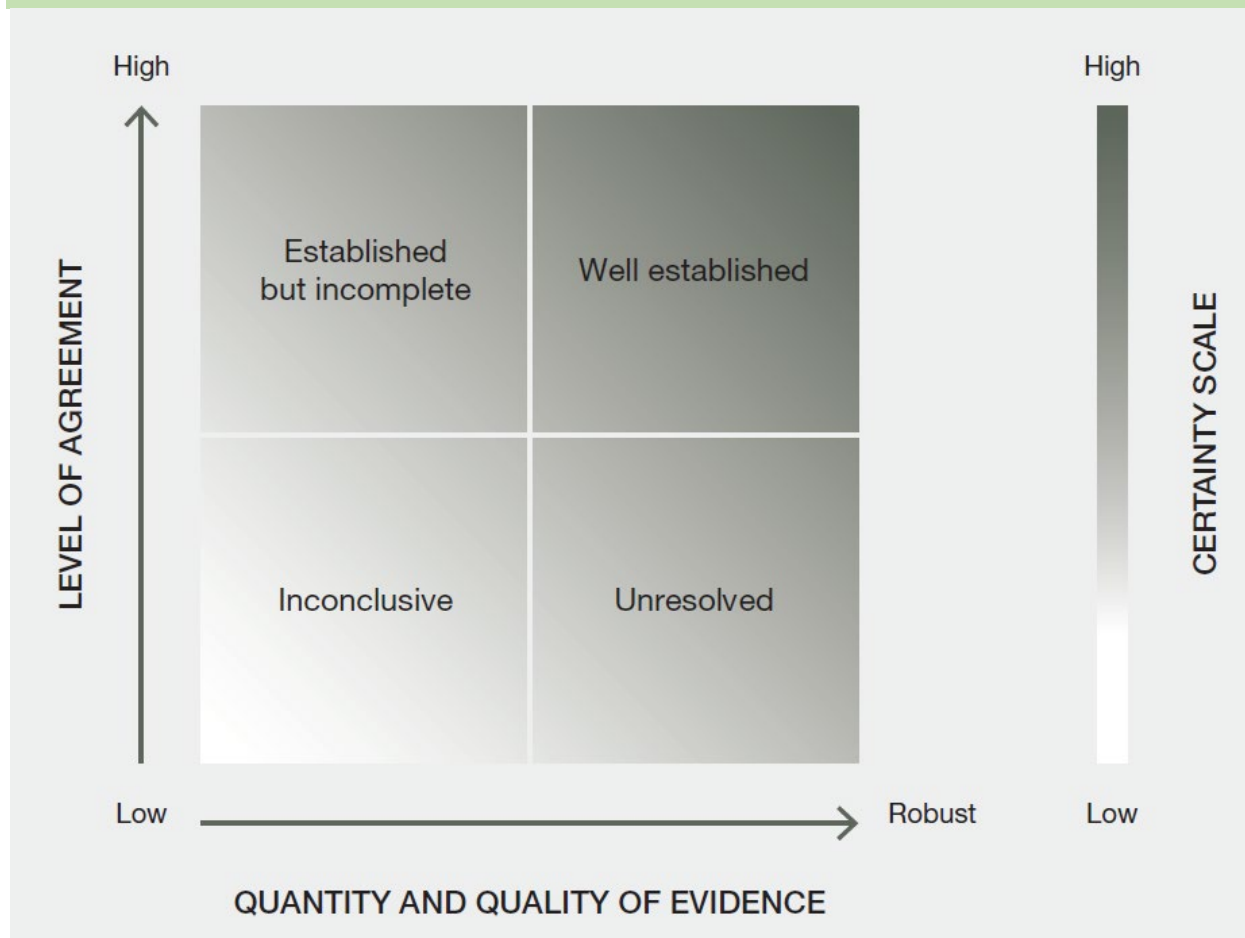 High
High
Established
but incomplete
Well established
LEVEL OF AGREEMENT
CERTAINTY SCALE
Inconclusive
Unresolved
Low
Robust
Low
QUANTITY AND QUALITY OF EVIDENCE